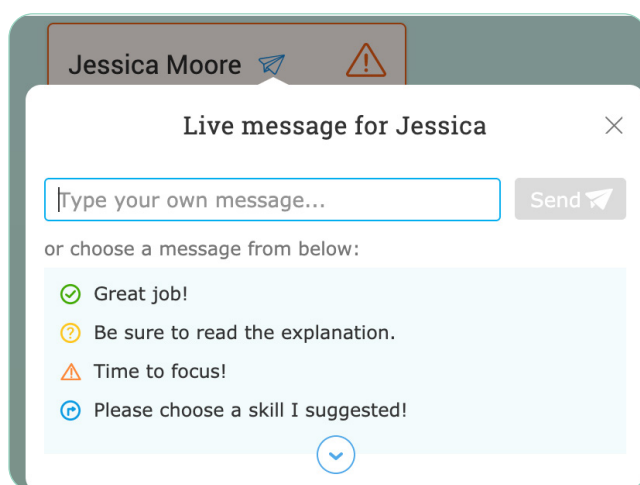 Jessica Moore
Live message for Jessica
Type your own message...
Send
or choose a message from below:
Great job!
Be sure to read the explanation.
Time to focus!
Please choose a skill I suggested!